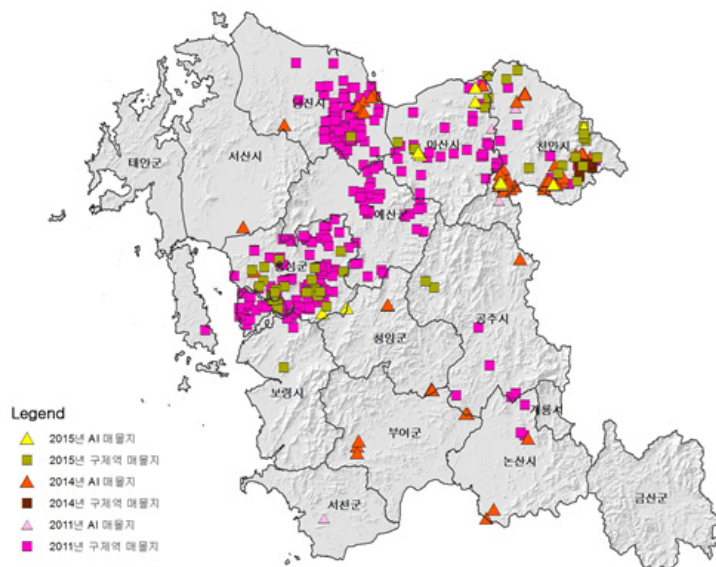 당진시
아산시
천안시
태안군
서산시
예산군
홍성군
공주시
청양군
보령시
계룡시
부여군
논산시
서천군
금산군
Legend
2015년 AI 매몰지
2015년 구제역 매몰지
2014년 AI 매몰지
2014년 구제역 매몰지
2011년 AI 매몰지
2011년 구제역 매몰지